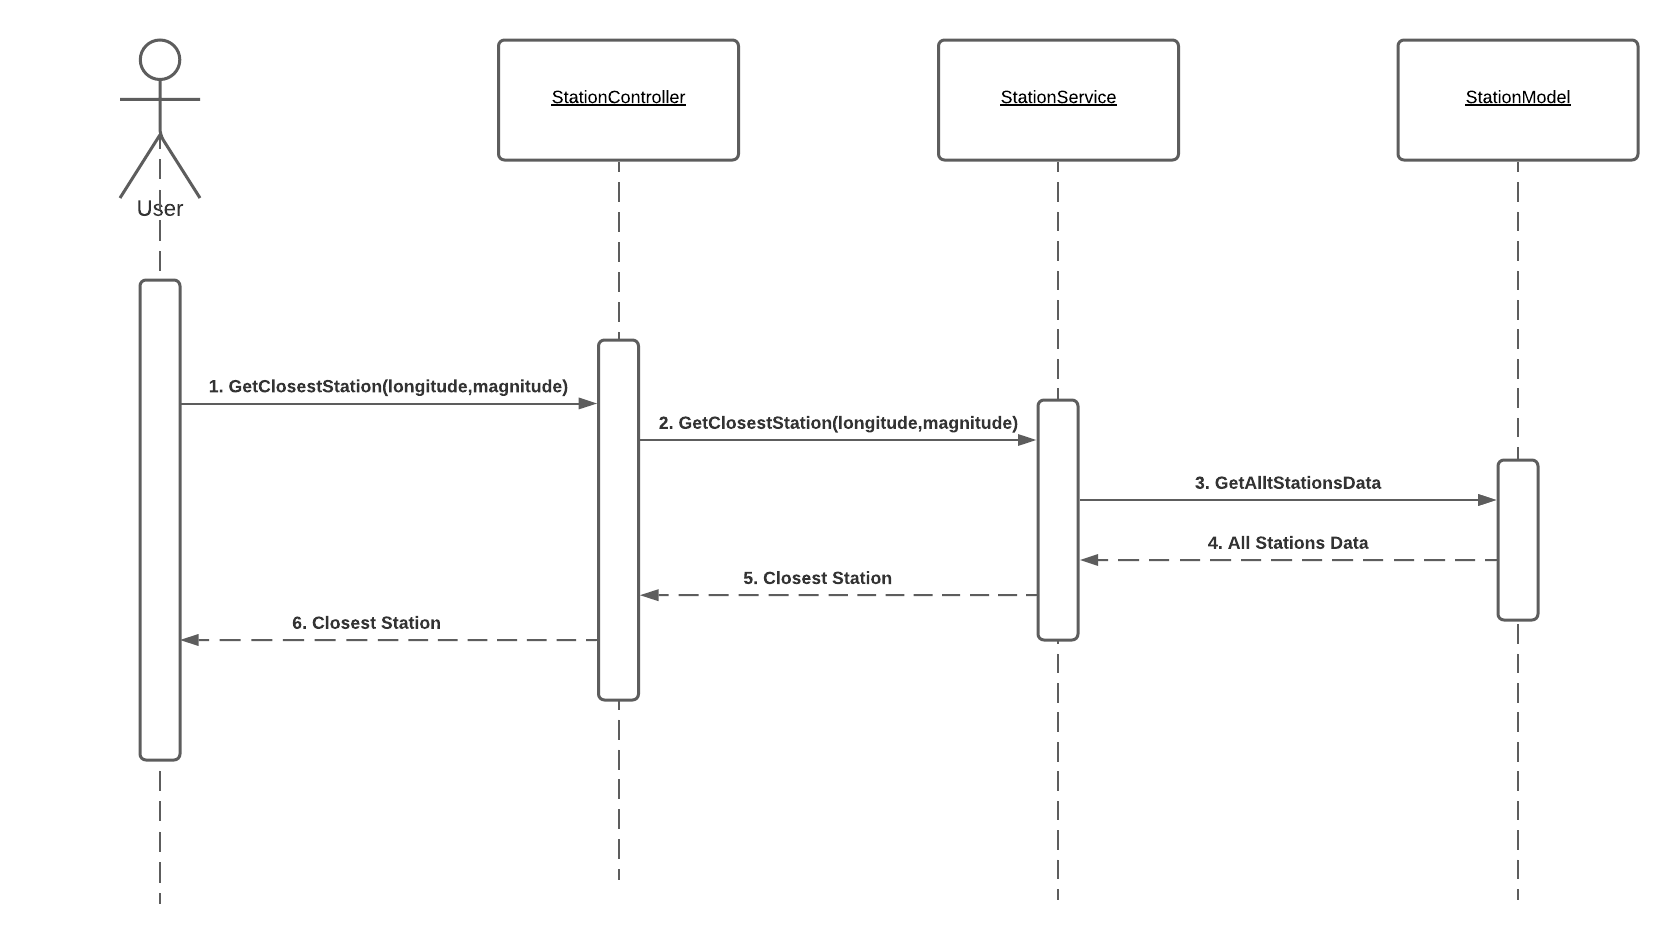 StationController
StationService
StationModel
User
1. GetClosestStation(longitude,magnitude)
2. GetClosestStation(longitude,magnitude)
3. GetAlltStationsData
4. All Stations Data
5. Closest Station
6. Closest Station